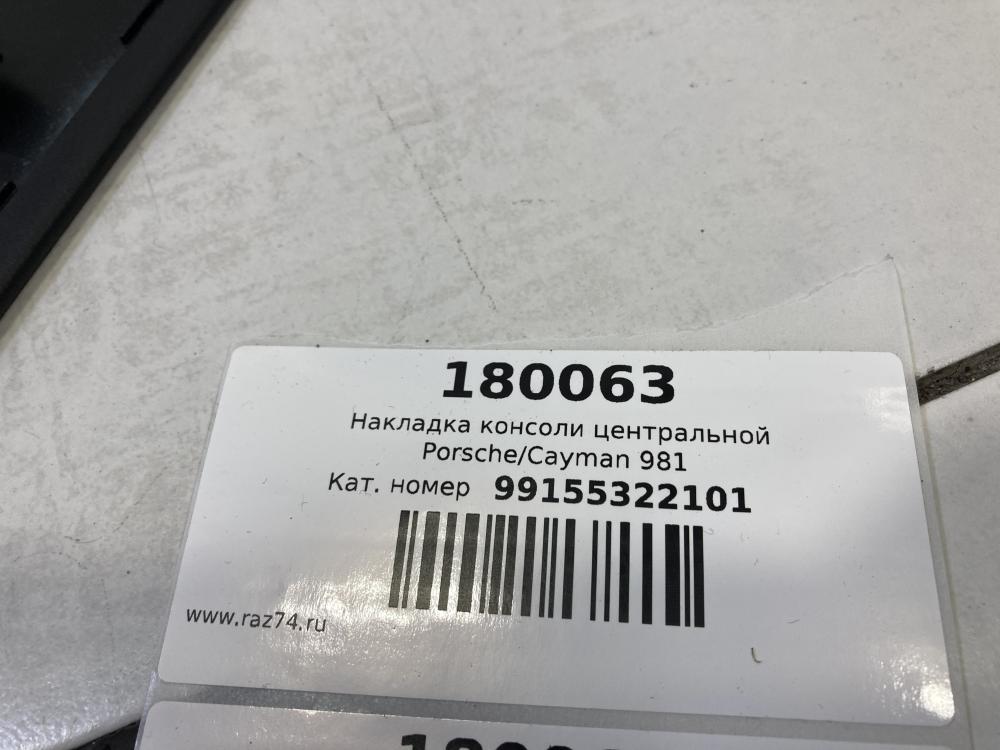 180063
Накладка консоли центральной
Porsche/Cayman 981
Кат. номер 99155322101
www.raz74.ru